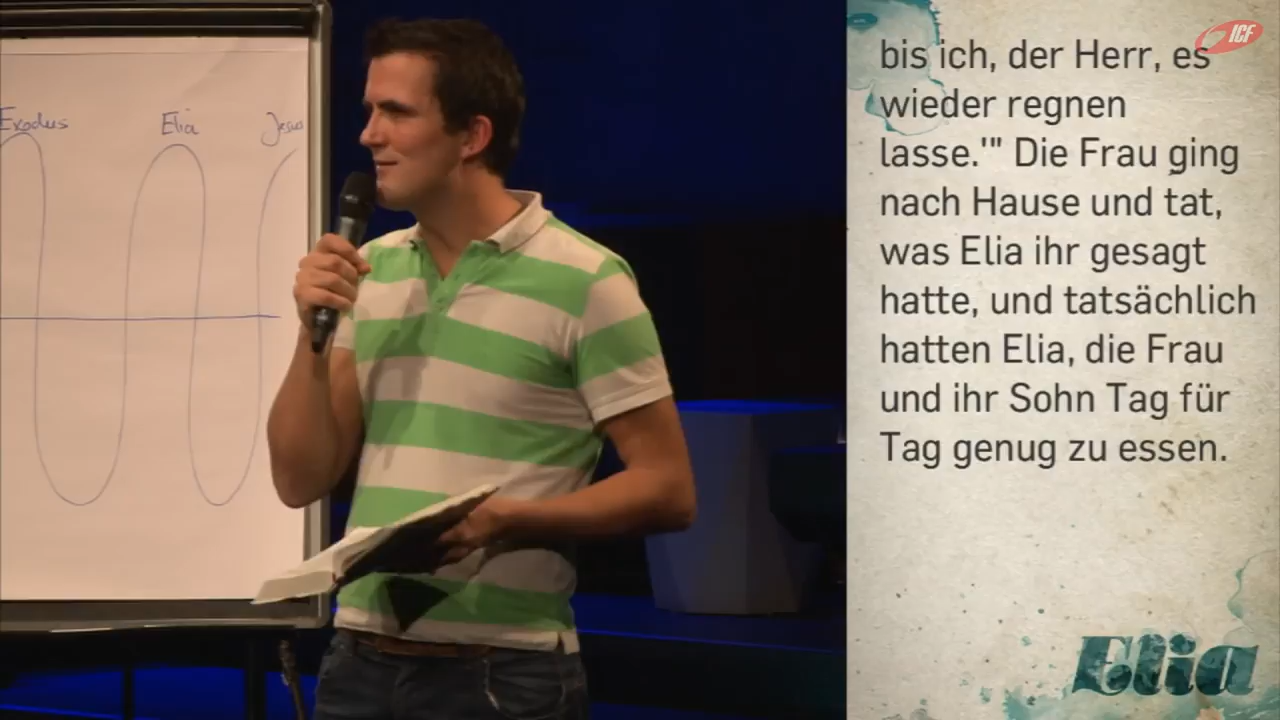 Exodus
Elia
Jesus
ICF
bis ich, der Herr, es
wieder regnen
lasse.'" Die Frau ging
nach Hause und tat,
was Elia ihr gesagt
hatte, und tatsächlich
hatten Elia, die Frau
und ihr Sohn Tag für
Tag genug zu essen.
Elia